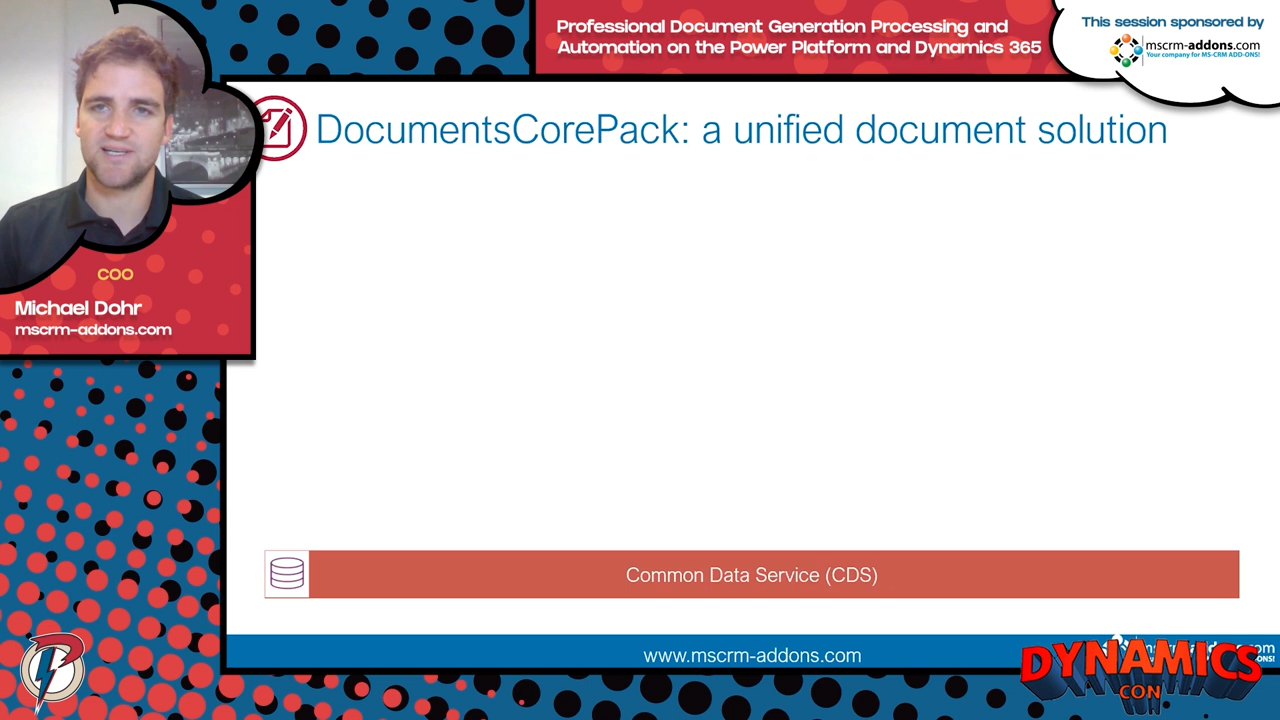 Professional Document Generation Processing and
Automation on the Power Platform and Dynamics 365
This session sponsored by
mscrm-addons.com
Your company for MS-CRM ADD-ONS!
DocumentsCorePack: a unified document solution
COO
Michael Dohr
mscrm-addons.com
Common Data Service (CDS)
www.mscrm-addons.com
DYNAMICS
CON